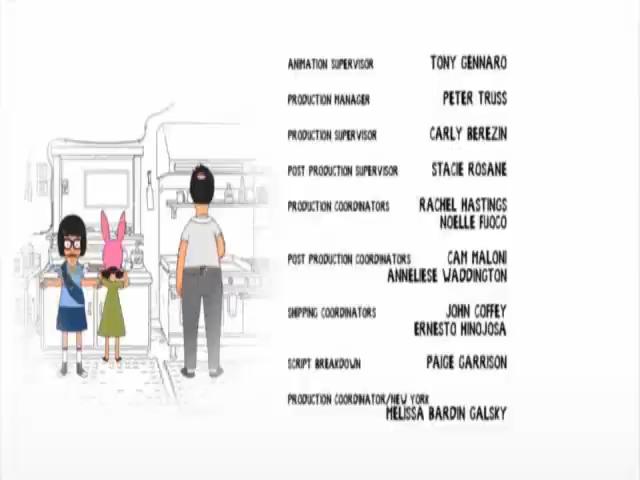 ANIMATION SUPERVISOR TONY GENNARO
PRODUCTION MANAGER PETER TRUSS
PRODUCTION SUPERVISOR CARLY BEREZIN
POST PRODUCTION SUPERVISOR STACIE ROSANE
PRODUCTION COORDINATORS RACHEL HASTINGS
NOELLE FUOCO
POST PRODUCTION COORDINATORS CAM MALONI
ANNELIESE WADDINGTON
SHIPPING COORDINATORS JOHN COFFEY
ERNESTO HINOJOSA
SCRIPT BREAKDOWN PAIGE GARRISON
PRODUCTION COORDINATOR/NEW YORK
MELISSA BARDIN GALSKY